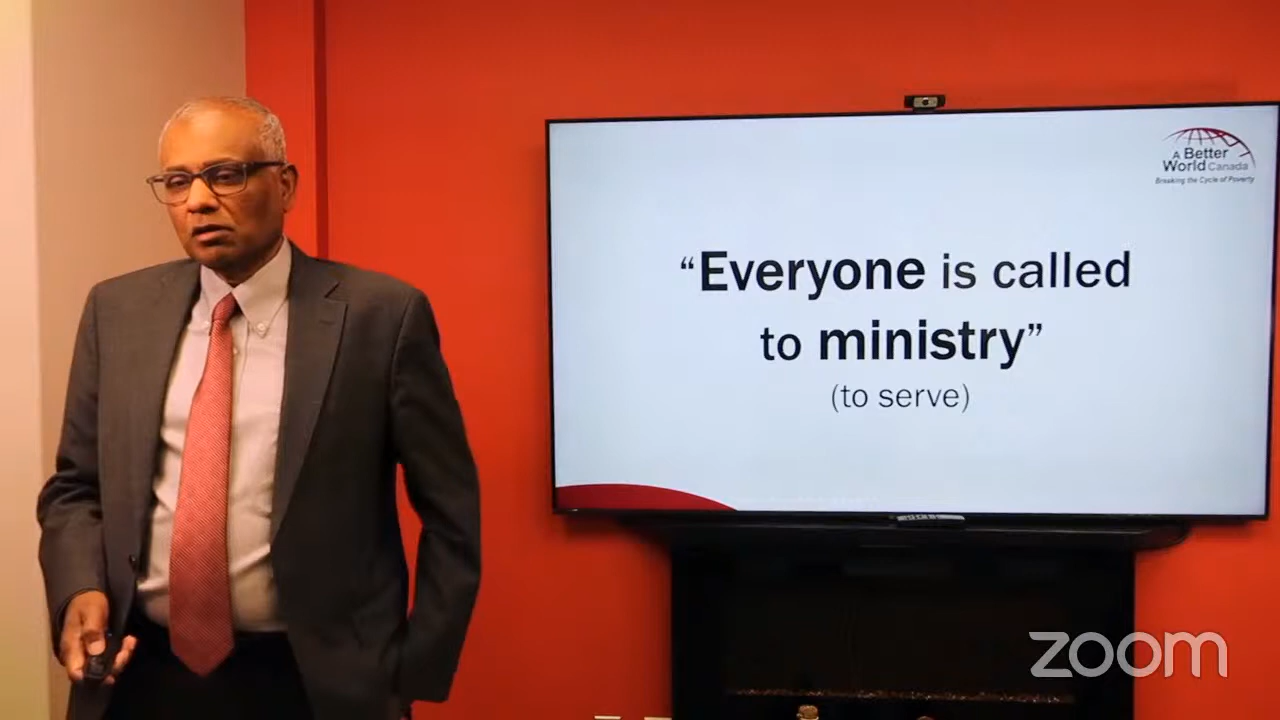 A Better
World Canada
Breaking the Cycle of Poverty
“Everyone is called
to ministry”
(to serve)
zoom